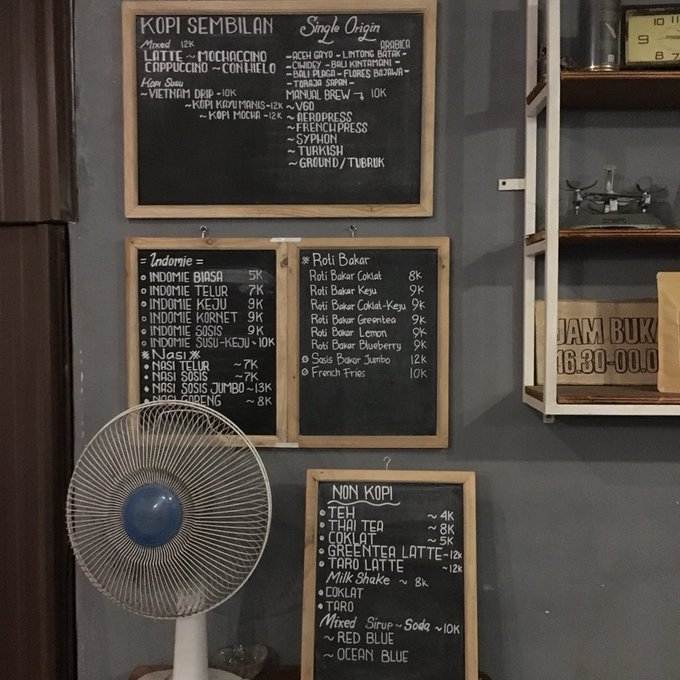 KOPI SEMBILAN
Mixed 12K
LATTE ~ MOCHACCINO
CAPPUCCINO ~ CON HIELO
Kopi Susu
~ VIETNAM DRIP - 10K
~ KOPI KAYU MANIS - 12K
~ KOPI MOCHA - 12K
Single Origin
ARABICA
- ACEH GAYO - LINTONG BATAK -
- CIWIDEY - BALI KINTAMANI -
- BALI PLAGA - FLORES BAJAWA -
- TORAJA SAPAN -
MANUAL BREW → 10K
~ V60
~ AEROPRESS
~ FRENCH PRESS
~ SYPHON
~ TURKISH
~ GROUND / TUBRUK
= Indomie =
INDOMIE BIASA 5K
INDOMIE TELUR 7K
INDOMIE KEJU 9K
INDOMIE KORNET 9K
INDOMIE SOSIS 9K
INDOMIE SUSU-KEJU ~ 10K
※ NASI ※
NASI TELUR ~ 7K
NASI SOSIS ~ 7K
NASI SOSIS JUMBO ~ 13K
NASI GORENG ~ 8K
※ Roti Bakar
Roti Bakar Coklat 8K
Roti Bakar Keju 9K
Roti Bakar Coklat-Keju 9K
Roti Bakar Greentea 9K
Roti Bakar Lemon 9K
Roti Bakar Blueberry 9K
Sosis Bakar Jumbo 12K
French Fries 10K
NON KOPI
TEH ~ 4K
THAI TEA ~ 8K
COKLAT ~ 5K
GREENTEA LATTE ~ 12K
TARO LATTE ~ 12K
Milk Shake ~ 8K
COKLAT
TARO
Mixed Sirup ~ Soda ~ 10K
~ RED BLUE
~ OCEAN BLUE
JAM BUK
16.30-00.0